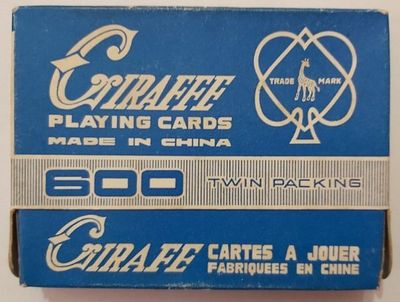 GIRAFFE
PLAYING CARDS
MADE IN CHINA
TRADE MARK
600 TWIN PACKING
GIRAFE
CARTES A JOUER
FABRIQUEES EN CHINE